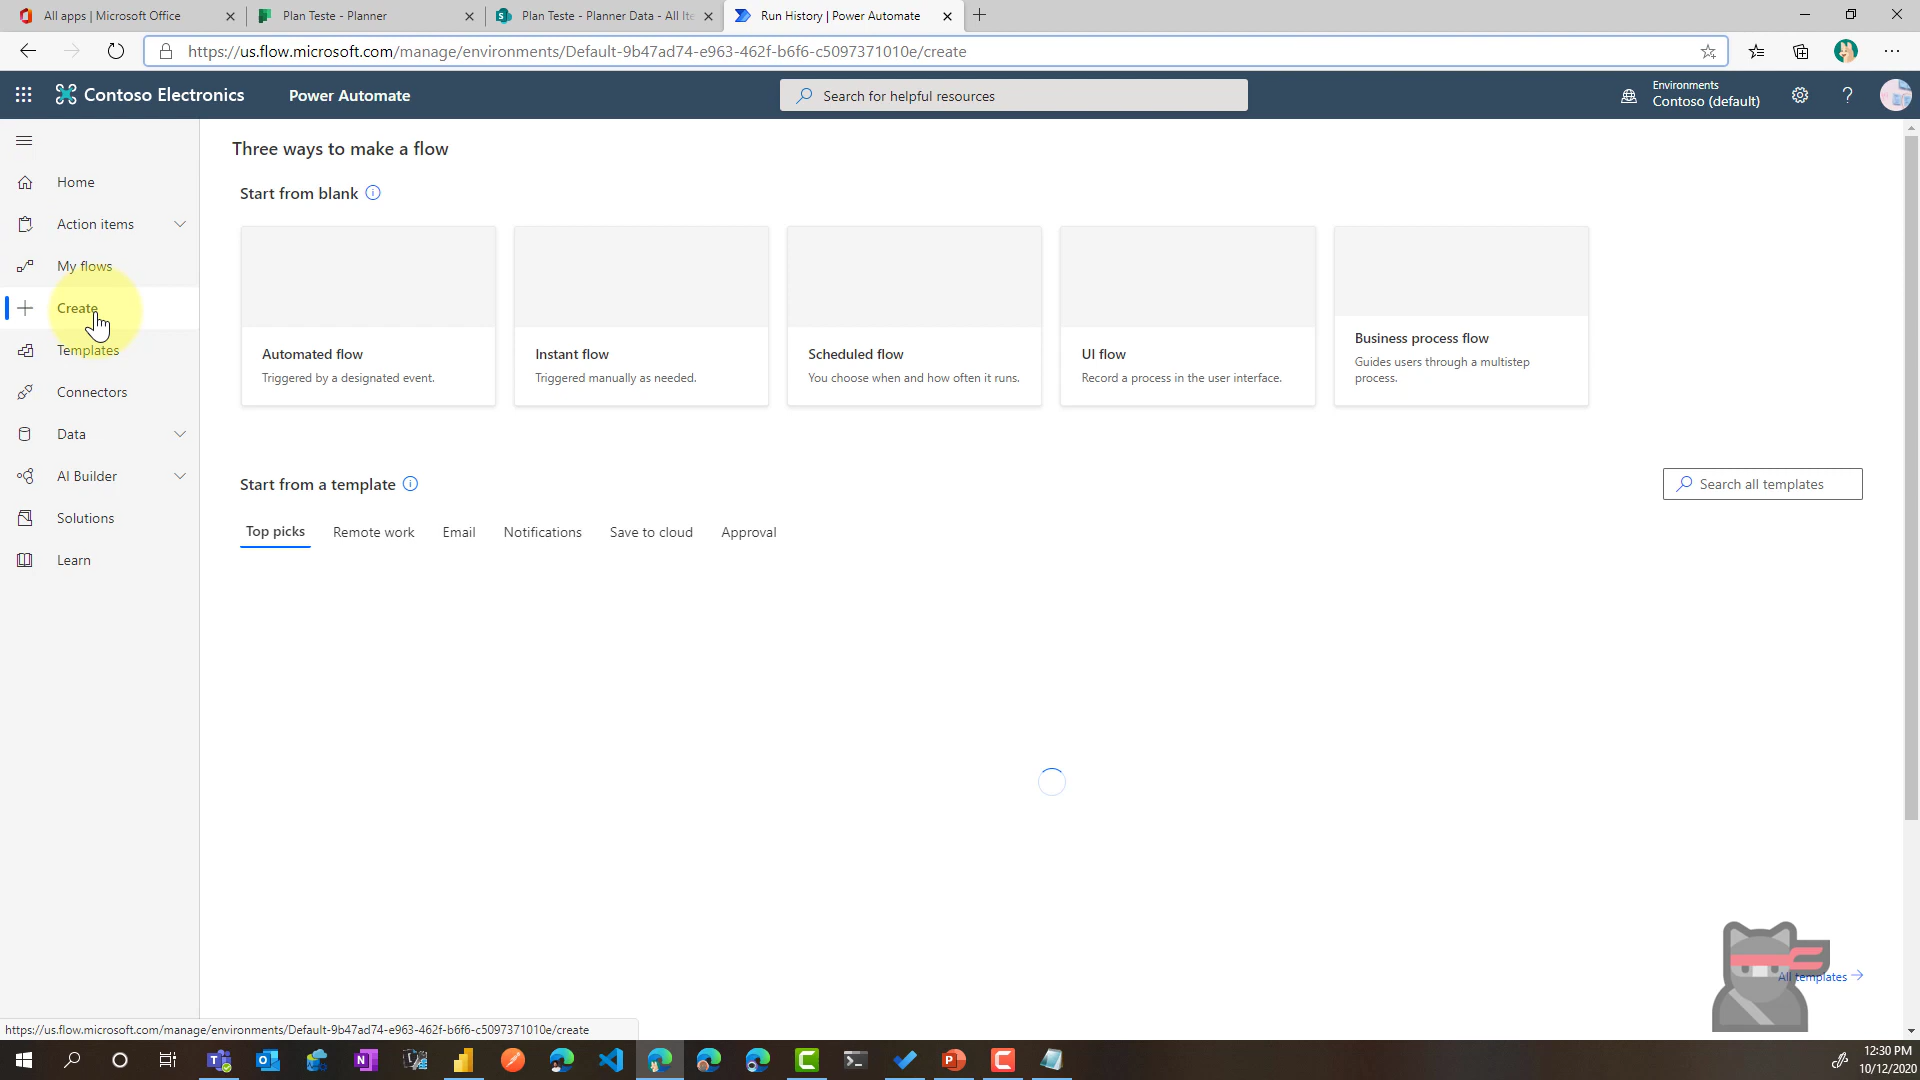 All apps | Microsoft Office
Plan Teste - Planner
Plan Teste - Planner Data - All Ite
Run History | Power Automate
https://us.flow.microsoft.com/manage/environments/Default-9b47ad74-e963-462f-b6f6-c5097371010e/create
Contoso Electronics
Power Automate
Search for helpful resources
Environments
Contoso (default)
Home
Action items
My flows
Create
Templates
Connectors
Data
AI Builder
Solutions
Learn
Three ways to make a flow
Start from blank
Automated flow
Triggered by a designated event.
Instant flow
Triggered manually as needed.
Scheduled flow
You choose when and how often it runs.
UI flow
Record a process in the user interface.
Business process flow
Guides users through a multistep
process.
Start from a template
Search all templates
Top picks
Remote work
Email
Notifications
Save to cloud
Approval
All templates
https://us.flow.microsoft.com/manage/environments/Default-9b47ad74-e963-462f-b6f6-c5097371010e/create
12:30 PM
10/12/2020